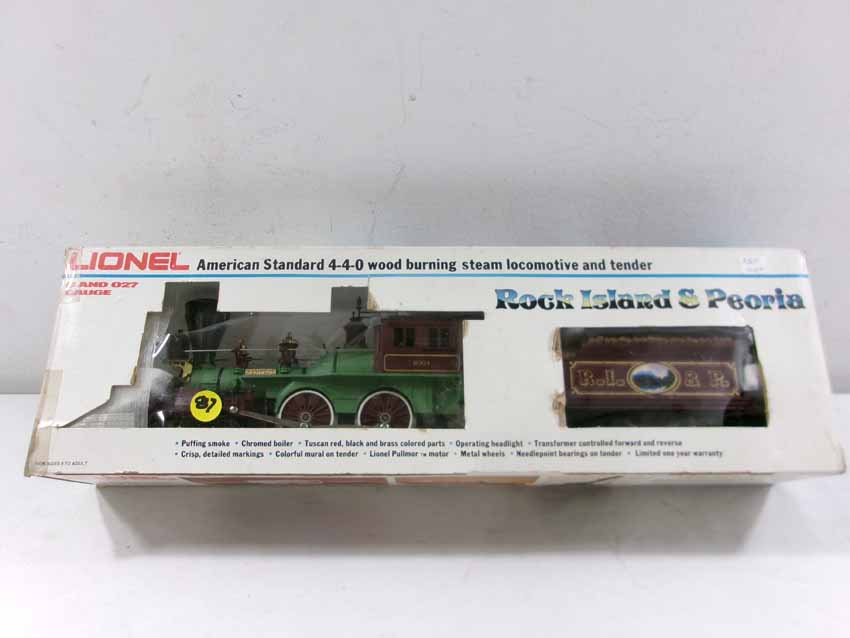 LIONEL American Standard 4-4-0 wood burning steam locomotive and tender
AND 027
GAUGE
Rock Island & Peoria
R.I. & P.
87
• Puffing smoke • Chromed boiler • Tuscan red, black and brass colored parts • Operating headlight • Transformer controlled forward and reverse
• Crisp, detailed markings • Colorful mural on tender • Lionel Pullmor ™ motor • Metal wheels • Needlepoint bearings on tender • Limited one year warranty